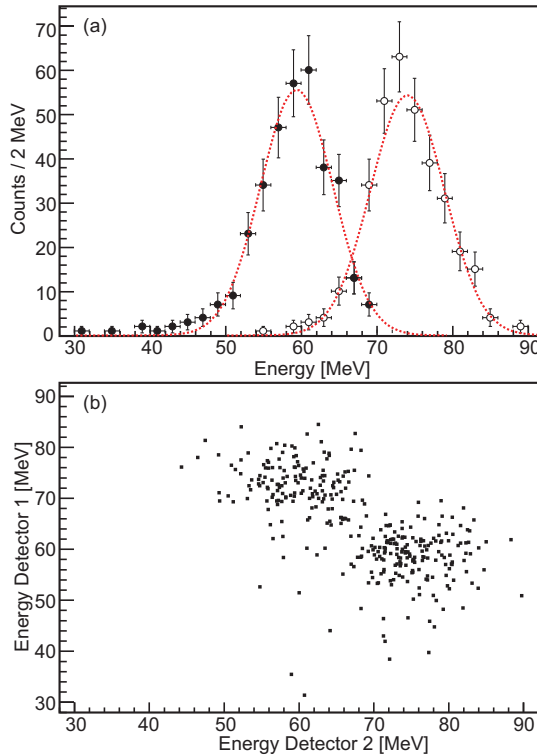 (a)
Counts / 2 MeV
70
60
50
40
30
20
10
0
30 40 50 60 70 80 90
Energy [MeV]
(b)
Energy Detector 1 [MeV]
90
80
70
60
50
40
30
30 40 50 60 70 80 90
Energy Detector 2 [MeV]